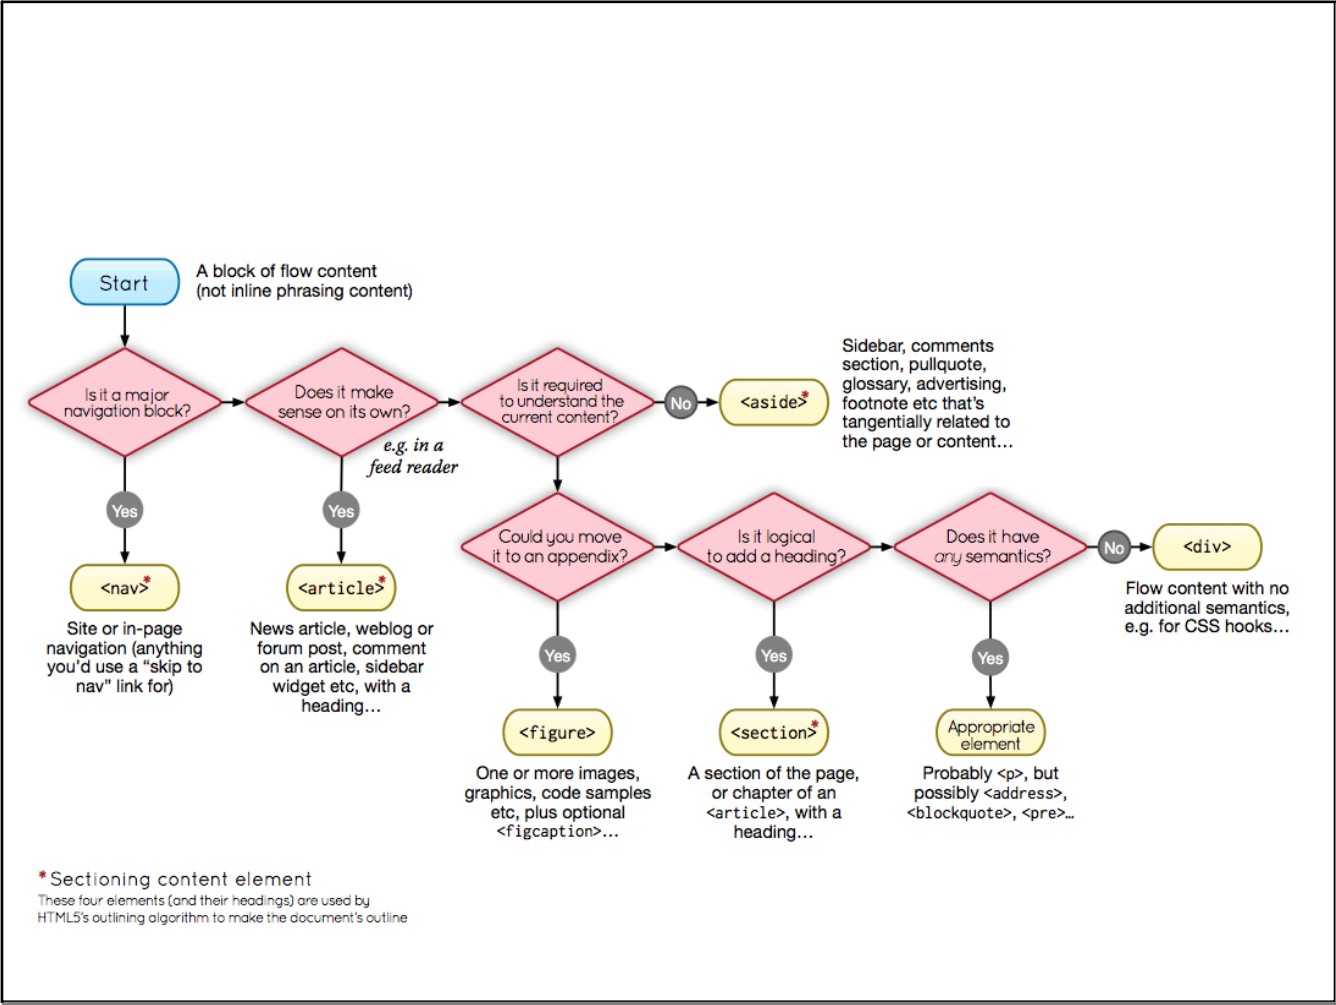 Start
A block of flow content
(not inline phrasing content)
Is it a major
navigation block?
Does it make
sense on its own?
e.g. in a
feed reader
Is it required
to understand the
current content?
No
<aside>*
Sidebar, comments
section, pullquote,
glossary, advertising,
footnote etc that's
tangentially related to
the page or content...
Yes
<nav>*
Site or in-page
navigation (anything
you'd use a “skip to
nav” link for)
Yes
<article>*
News article, weblog or
forum post, comment
on an article, sidebar
widget etc, with a
heading...
Could you move
it to an appendix?
Yes
<figure>
One or more images,
graphics, code samples
etc, plus optional
<figcaption>...
Is it logical
to add a heading?
Yes
<section>*
A section of the page,
or chapter of an
<article>, with a
heading...
Does it have
any semantics?
Yes
Appropriate
element
Probably <p>, but
possibly <address>,
<blockquote>, <pre>...
No
<div>
Flow content with no
additional semantics,
e.g. for CSS hooks...
* Sectioning content element
These four elements (and their headings) are used by
HTML5's outlining algorithm to make the document's outline